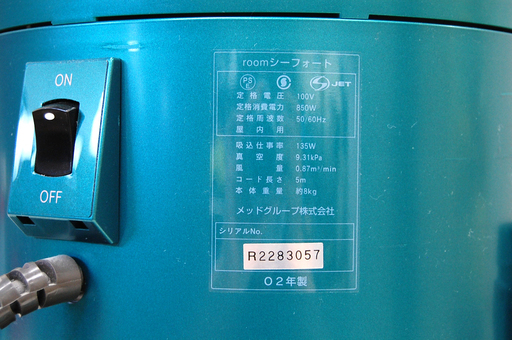 ON
OFF
roomシーフォート
PS E S JET
定格電圧 100V
定格消費電力 850W
定格周波数 50/60Hz
屋内用
吸込仕事率 135W
真空度 9.31kPa
風量 0.87m³/min
コード長さ 5m
本体重量 約8kg
メッドグループ株式会社
シリアルNo.
R2283057
02年製